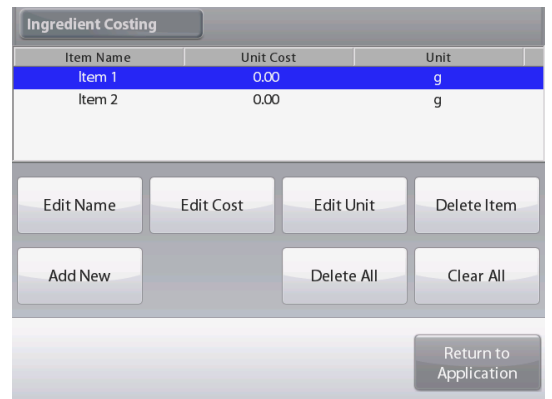 Ingredient Costing
Item Name Unit Cost Unit
Item 1 0.00 g
Item 2 0.00 g
Edit Name Edit Cost Edit Unit Delete Item
Add New Delete All Clear All
Return to
Application